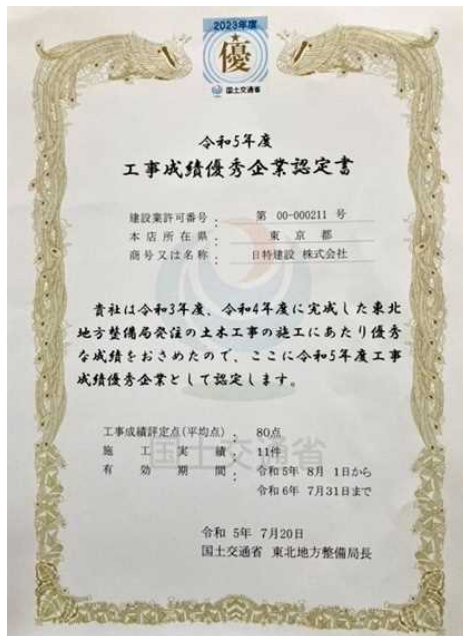 2023年度
優
国土交通省
令和5年度
工事成績優秀企業認定書
建設業許可番号 : 第 00-000211 号
本店所在県 : 東京都
商号又は名称 : 日特建設 株式会社
貴社は令和3年度、令和4年度に完成した東北
地方整備局発注の土木工事の施工にあたり優秀
な成績をおさめたので、ここに令和5年度工事
成績優秀企業として認定します。
工事成績評定点(平均点) : 80点
施工実績 : 11件
有効期間 : 令和5年 8月 1日から
令和6年 7月31日まで
国土交通省
令和 5年 7月20日
国土交通省 東北地方整備局長